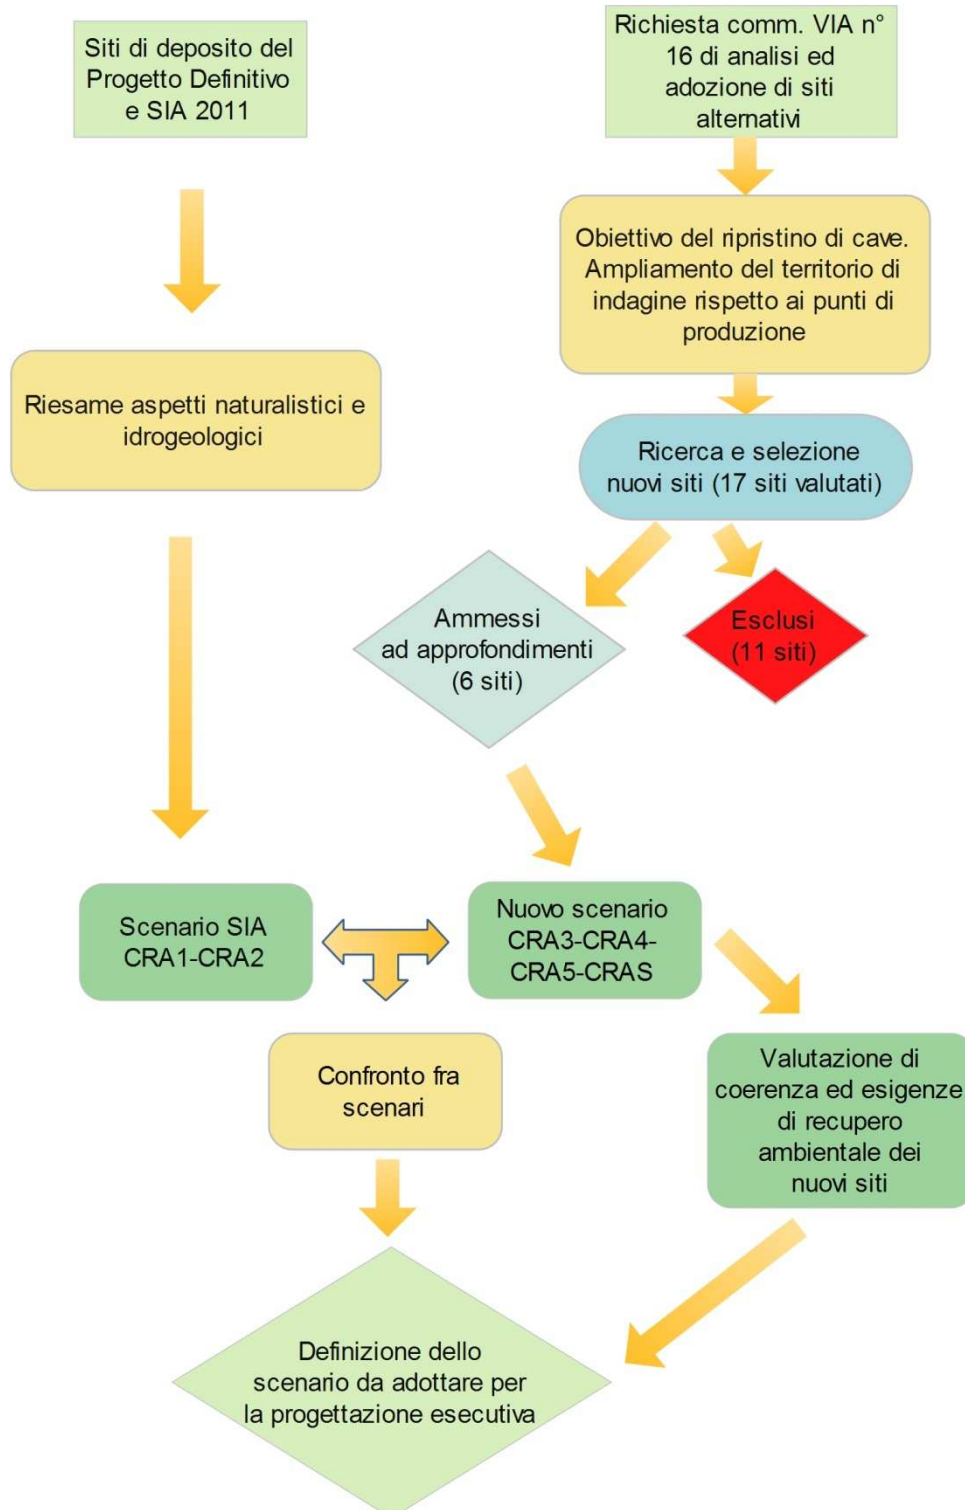 Siti di deposito del
Progetto Definitivo
e SIA 2011
Richiesta comm. VIA n°
16 di analisi ed
adozione di siti
alternativi
Obiettivo del ripristino di cave.
Ampliamento del territorio di
indagine rispetto ai punti di
produzione
Riesame aspetti naturalistici e
idrogeologici
Ricerca e selezione
nuovi siti (17 siti valutati)
Ammessi
ad approfondimenti
(6 siti)
Esclusi
(11 siti)
Scenario SIA
CRA1-CRA2
Nuovo scenario
CRA3-CRA4-
CRA5-CRAS
Confronto fra
scenari
Valutazione di
coerenza ed esigenze
di recupero
ambientale dei
nuovi siti
Definizione dello
scenario da adottare per
la progettazione esecutiva